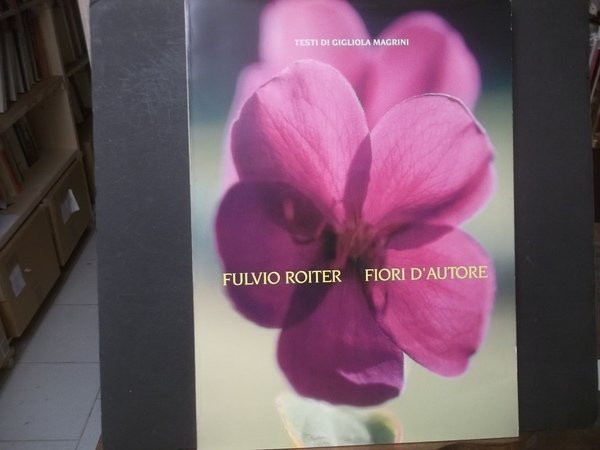 TESTI DI GIGLIOLA MAGRINI
FULVIO ROITER FIORI D'AUTORE